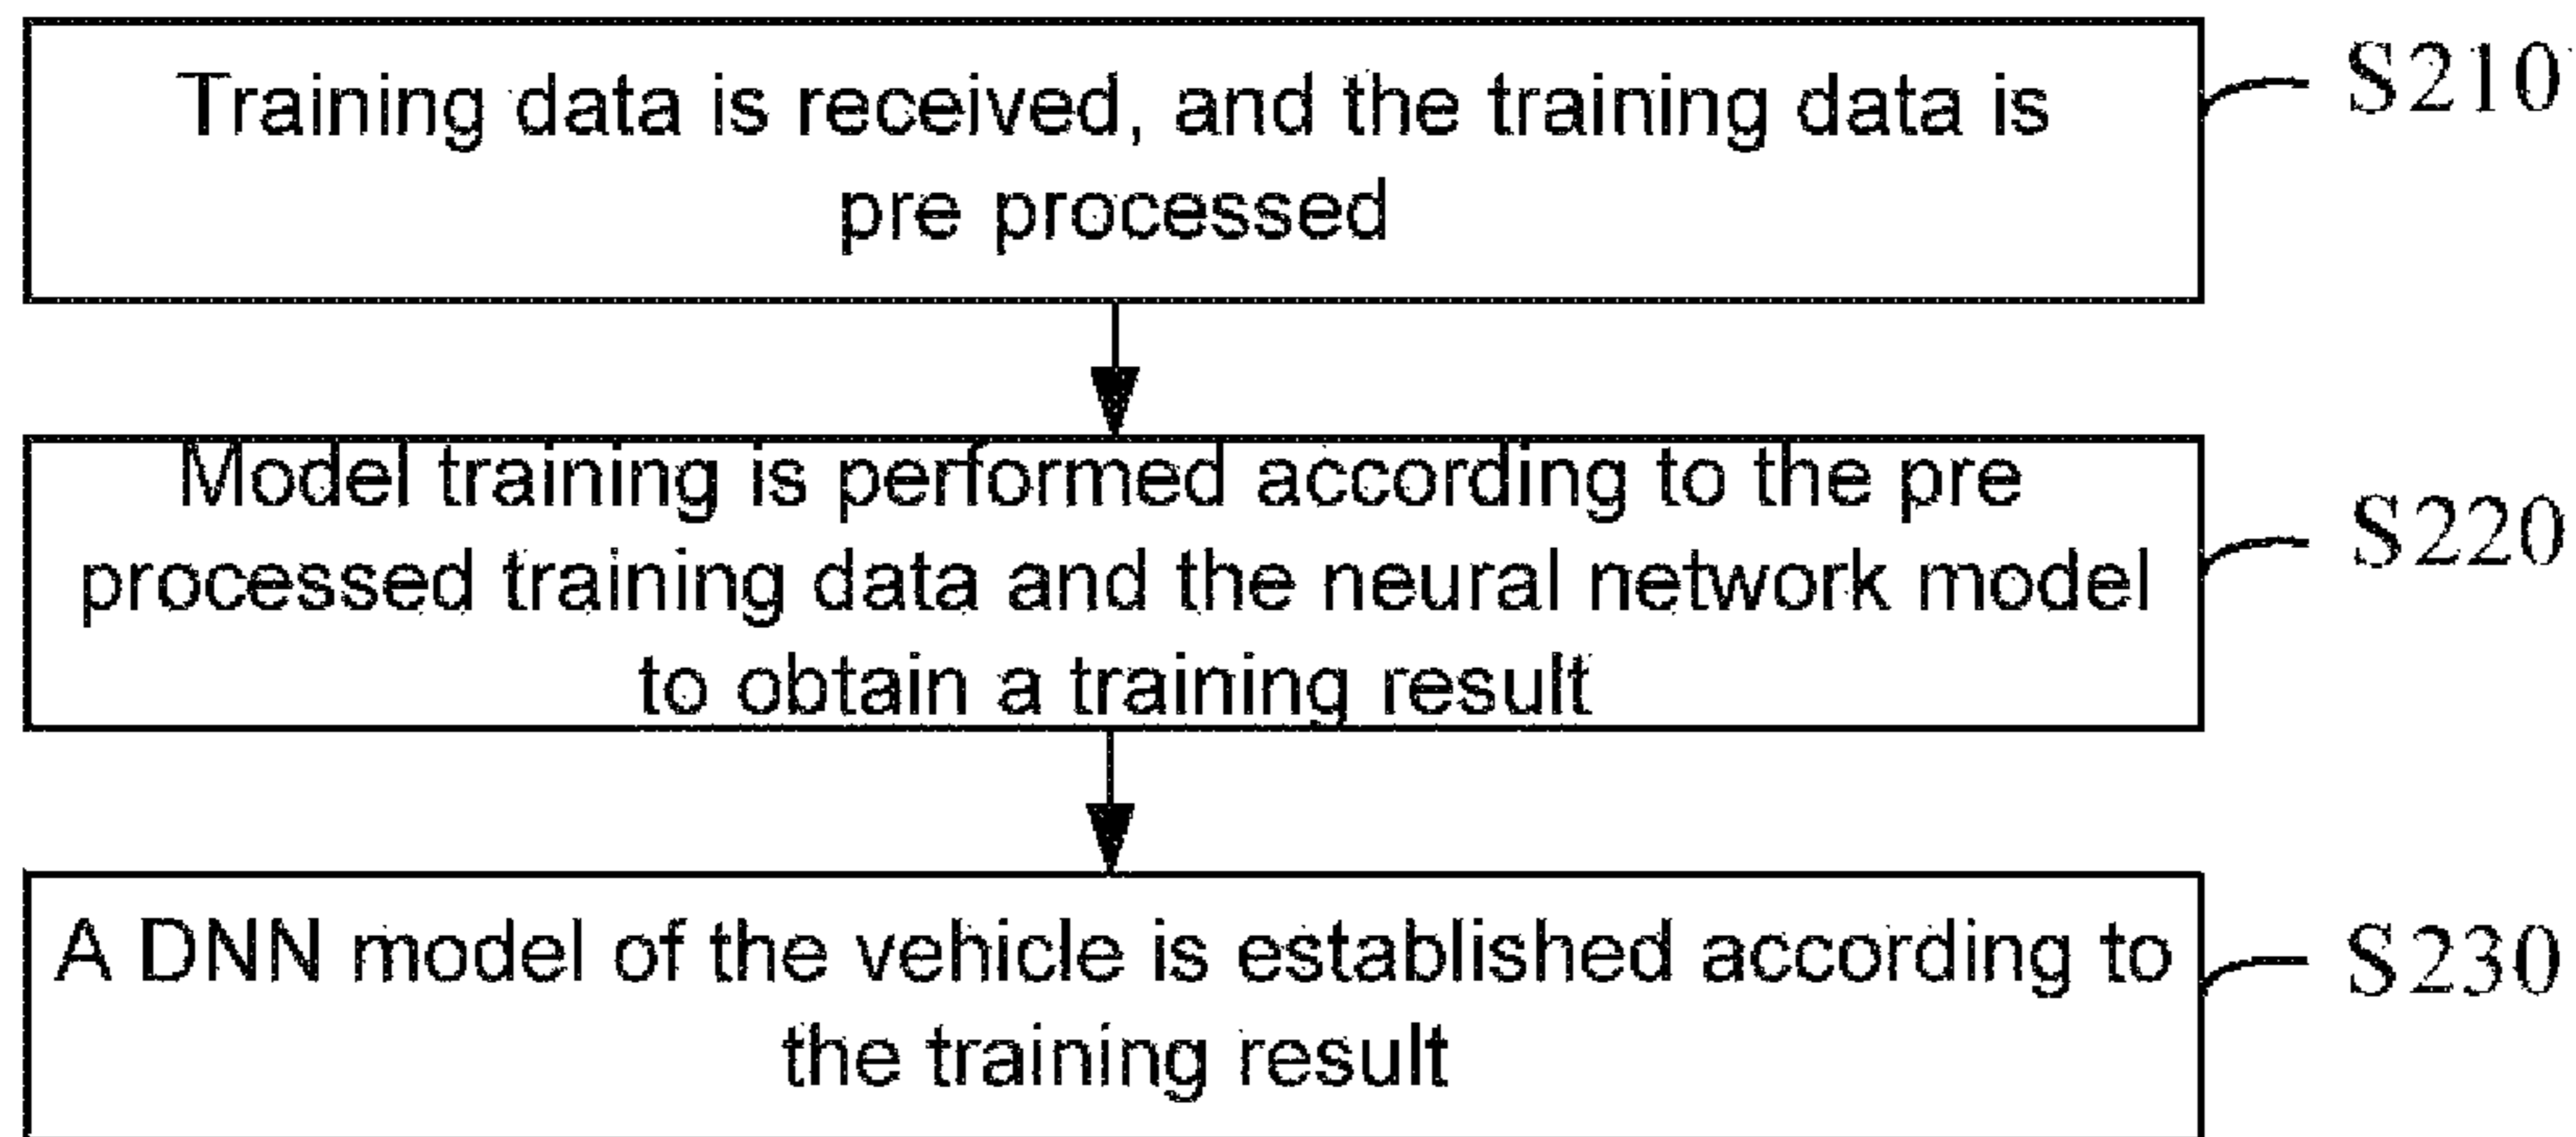 Training data is received, and the training data is
pre processed
S210
Model training is performed according to the pre
processed training data and the neural network model
to obtain a training result
S220
A DNN model of the vehicle is established according to
the training result
S230